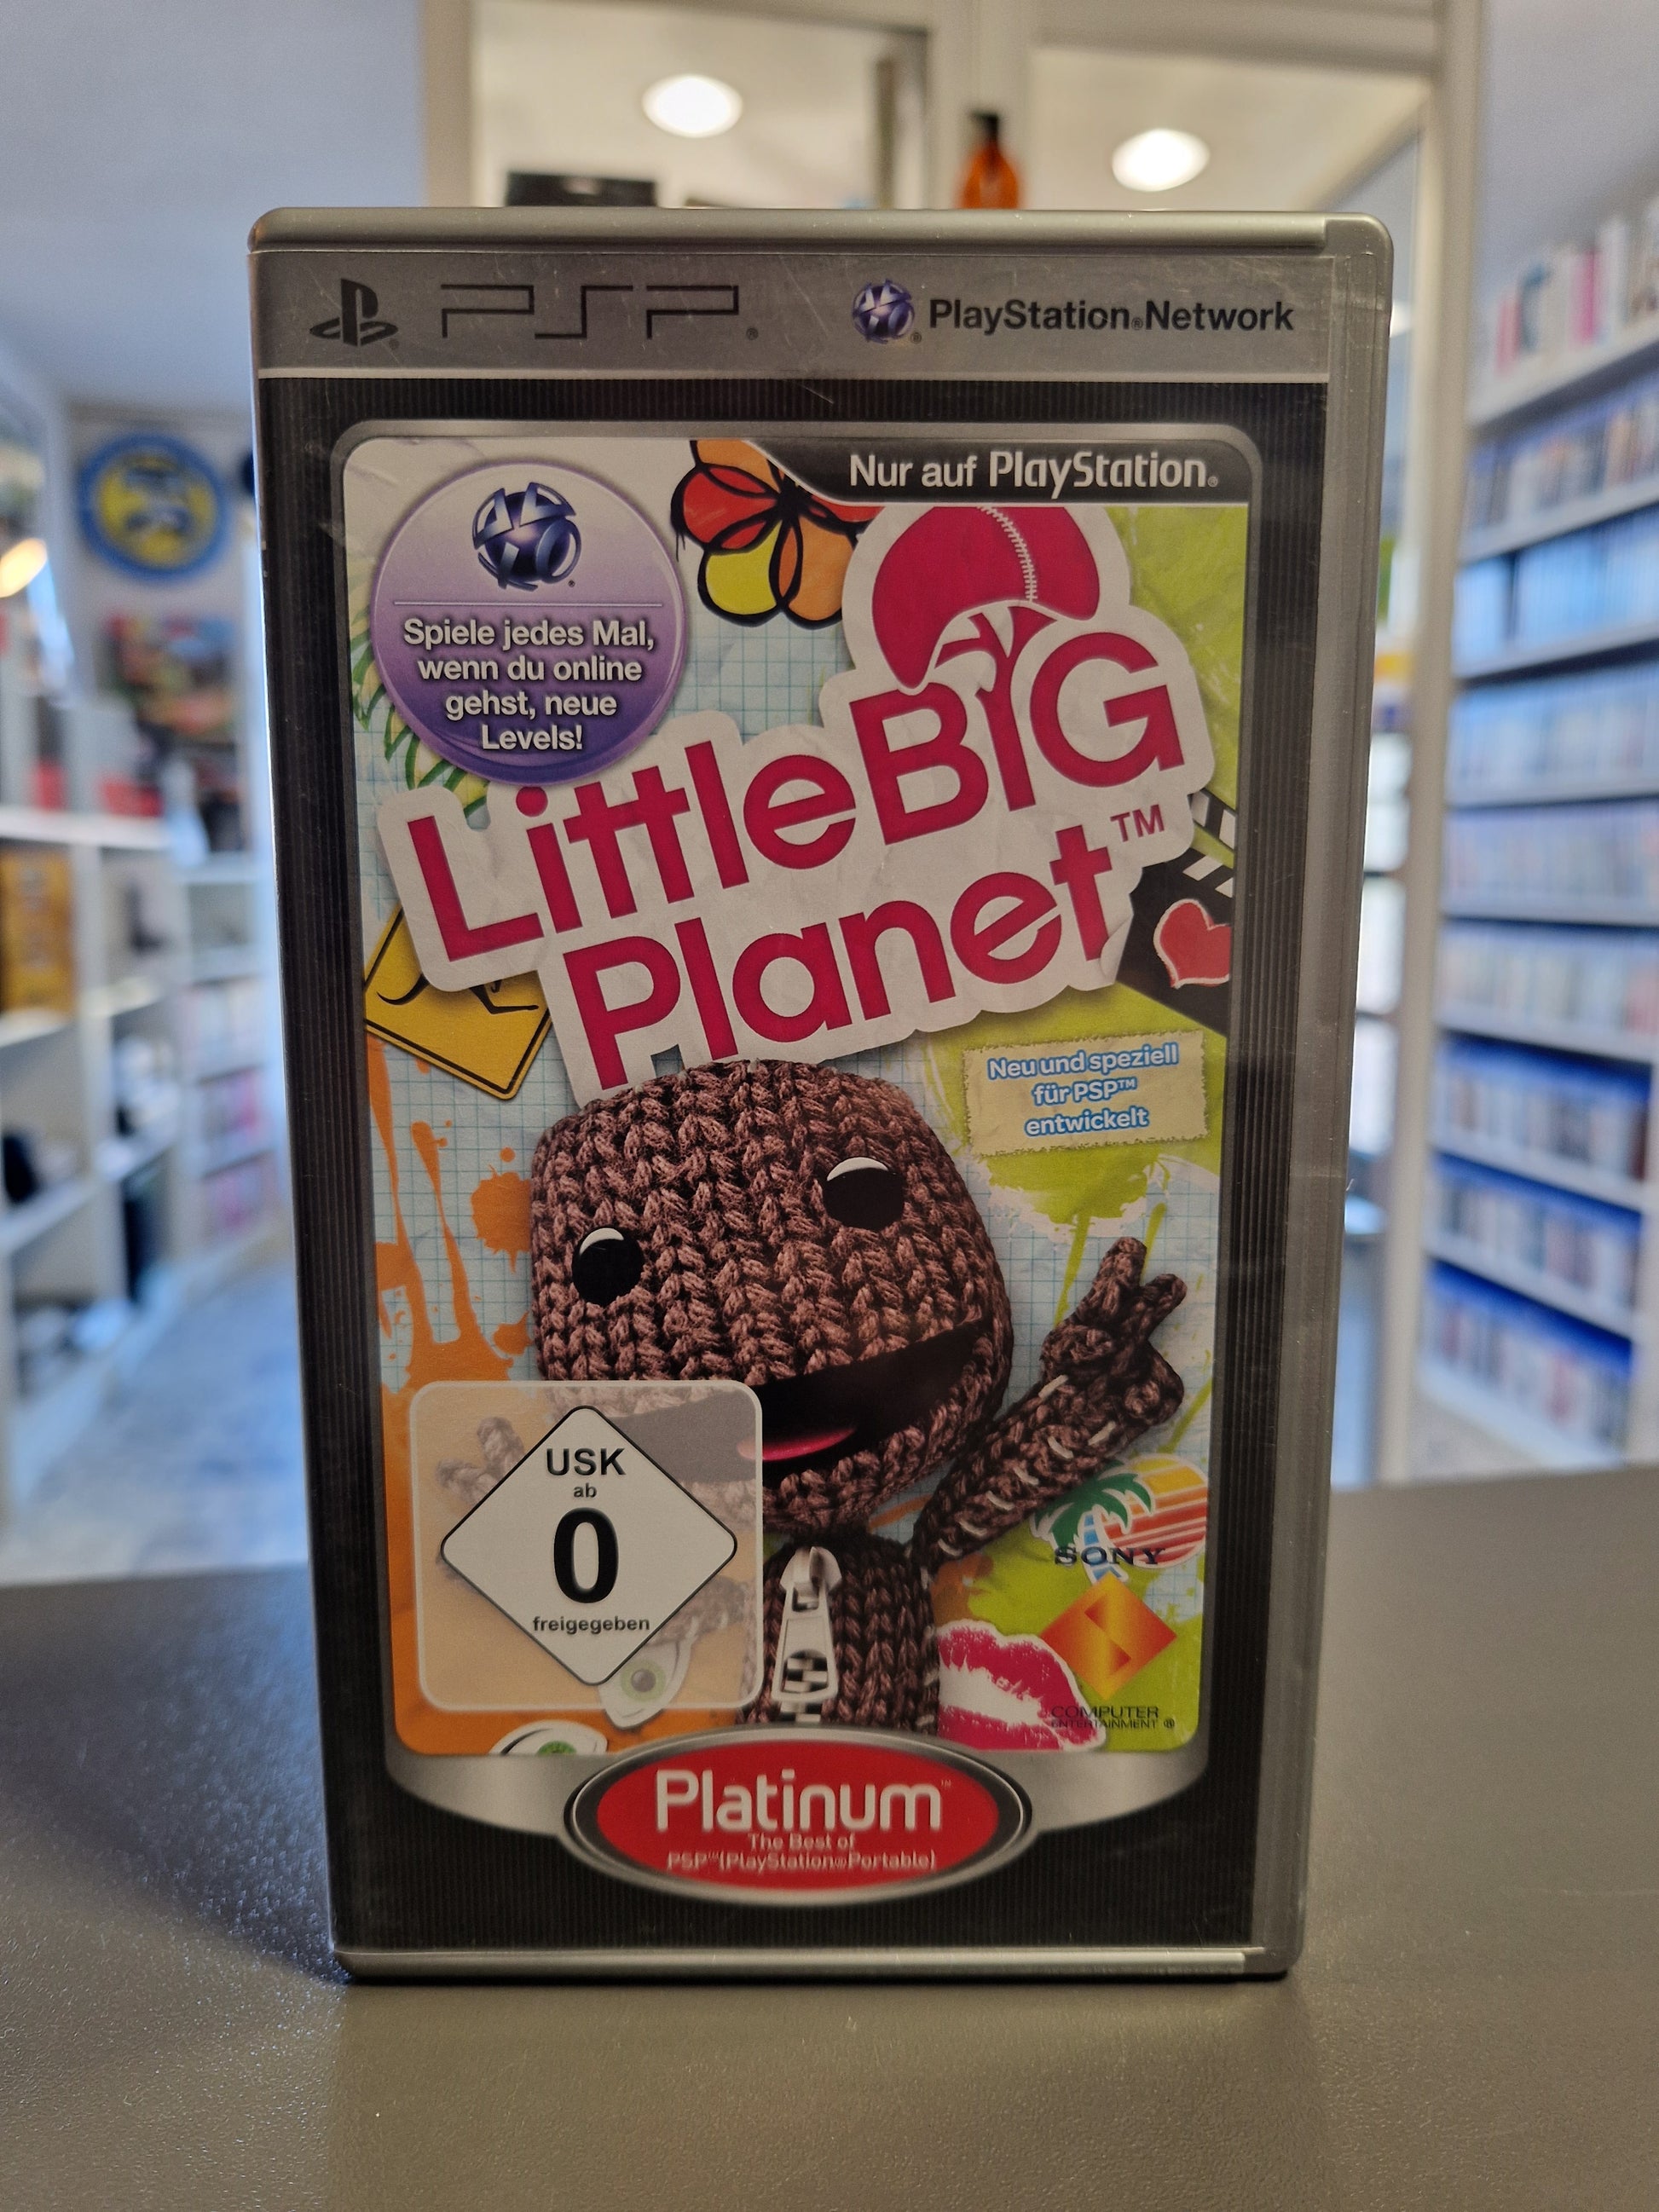 PSP®
PlayStation®Network
Nur auf PlayStation®
Spiele jedes Mal,
wenn du online
gehst, neue
Levels!
LittleBIG
Planet™
Neu und speziell
für PSP™
entwickelt
USK
ab
0
freigegeben
SONY
COMPUTER
ENTERTAINMENT ®
Platinum™
The Best of
PSP™(PlayStation®Portable)